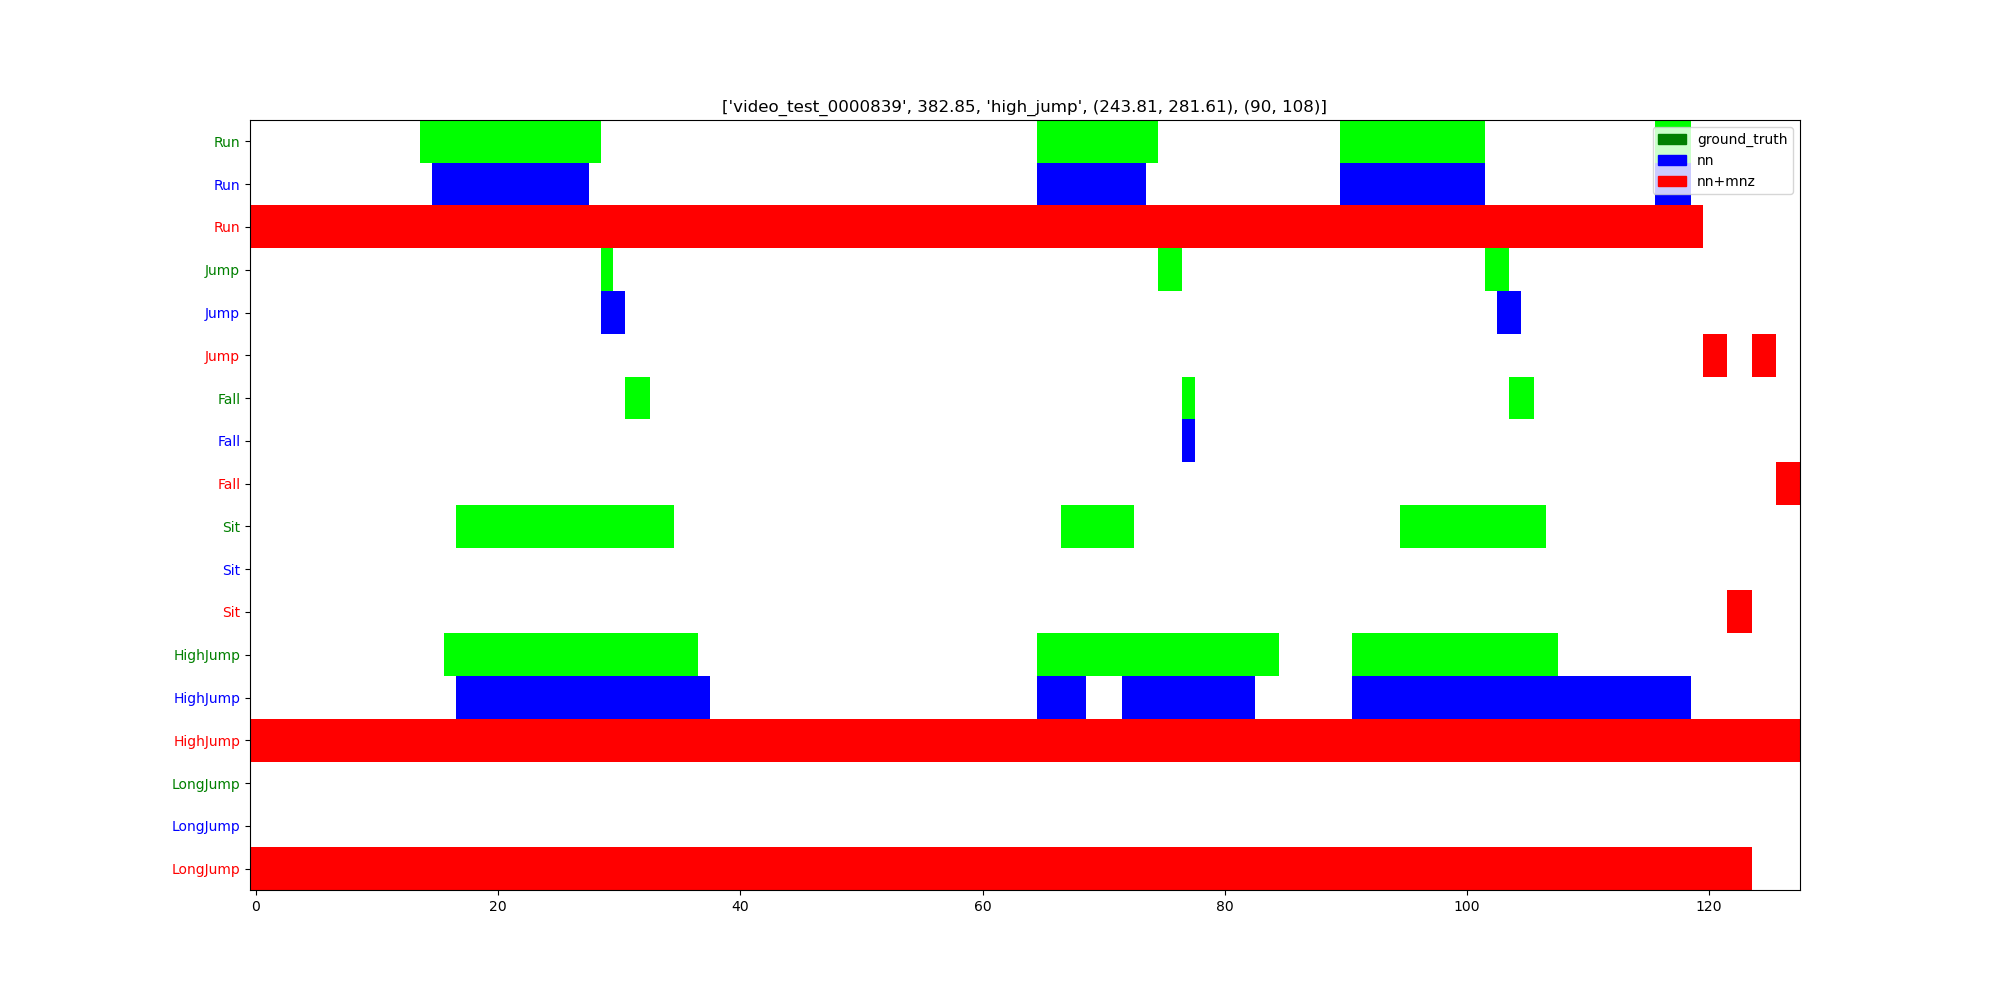 ['video_test_0000839', 382.85, 'high_jump', (243.81, 281.61), (90, 108)]
ground_truth
nn
nn+mnz
Run
Run
Run
Jump
Jump
Jump
Fall
Fall
Fall
Sit
Sit
Sit
HighJump
HighJump
HighJump
LongJump
LongJump
LongJump
0 20 40 60 80 100 120